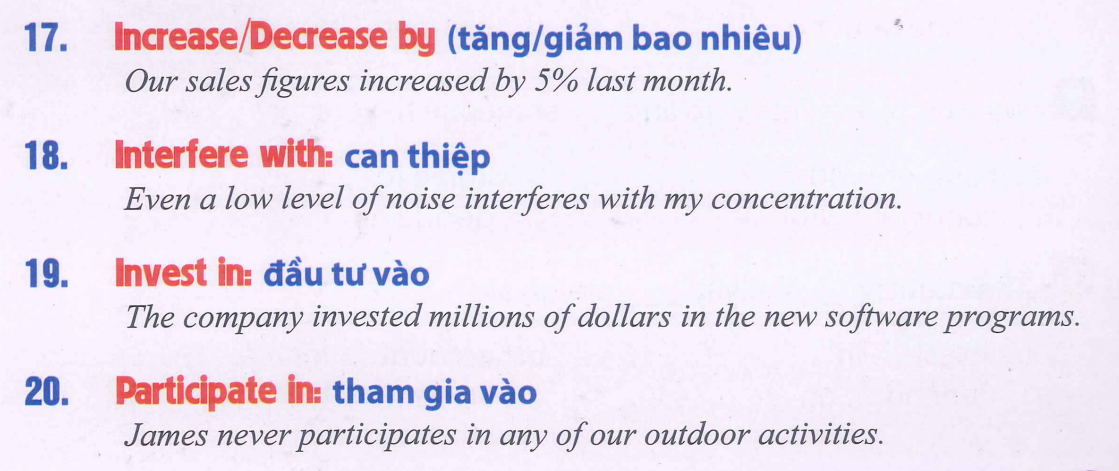 17. Increase/Decrease by (tăng/giảm bao nhiêu)
Our sales figures increased by 5% last month.
18. Interfere with: can thiệp
Even a low level of noise interferes with my concentration.
19. Invest in: đầu tư vào
The company invested millions of dollars in the new software programs.
20. Participate in: tham gia vào
James never participates in any of our outdoor activities.